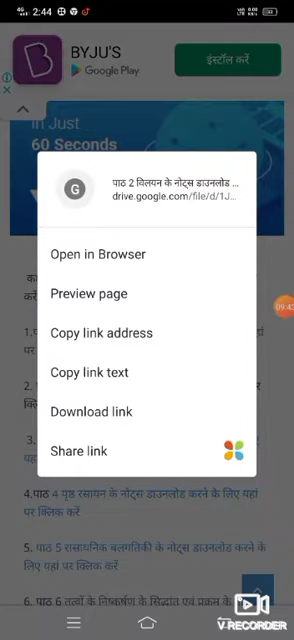 4G 2:44
BYJU'S
Google Play
इंस्टॉल करें
In Just
60 Seconds
G
पाठ 2 विलयन के नोट्स डाउनलोड ...
drive.google.com/file/d/1J...
Open in Browser
Preview page
Copy link address
Copy link text
Download link
Share link
09:43
4.पाठ 4 पृष्ठ रसायन के नोट्स डाउनलोड करने के लिए यहां
पर क्लिक करें
5. पाठ 5 रासायनिक बलगतिकी के नोट्स डाउनलोड करने के
लिए यहां क्लिक करें
6. पाठ 6 तत्वों के निष्कर्षण के सिद्धांत एवं प्रक्रम के
V RECORDER